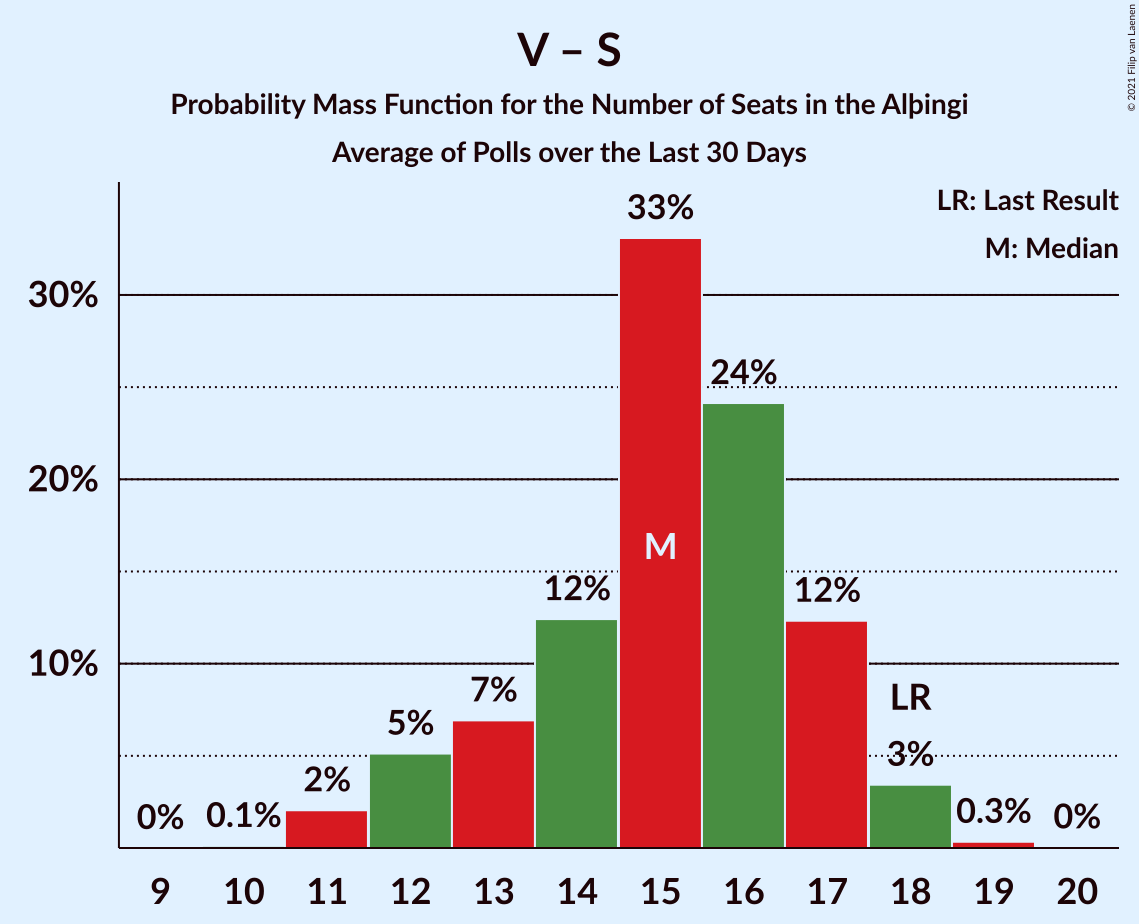 V – S
Probability Mass Function for the Number of Seats in the Alþingi
Average of Polls over the Last 30 Days
© 2021 Filip van Laenen
LR: Last Result
M: Median
33%
30%
24%
20%
M
12%
12%
10%
7%
LR
5%
3%
2%
0%
0.1%
0.3%
0%
9 10 11 12 13 14 15 16 17 18 19 20